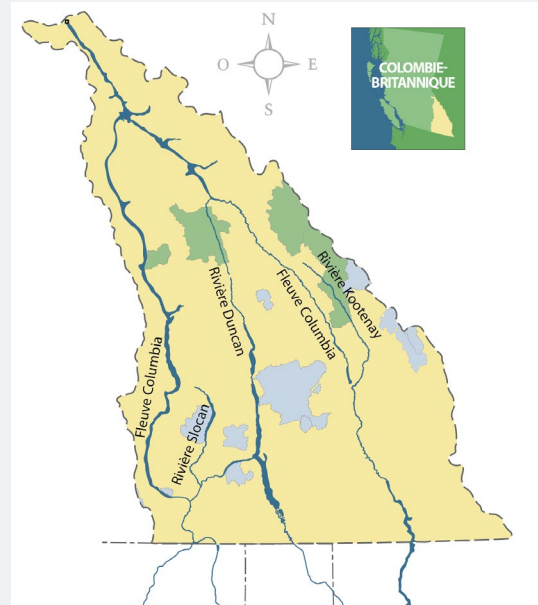 N
O
E
S
COLOMBIE-
BRITANNIQUE
Rivière Kootenay
Fleuve Columbia
Rivière Duncan
Fleuve Columbia
Rivière Slocan